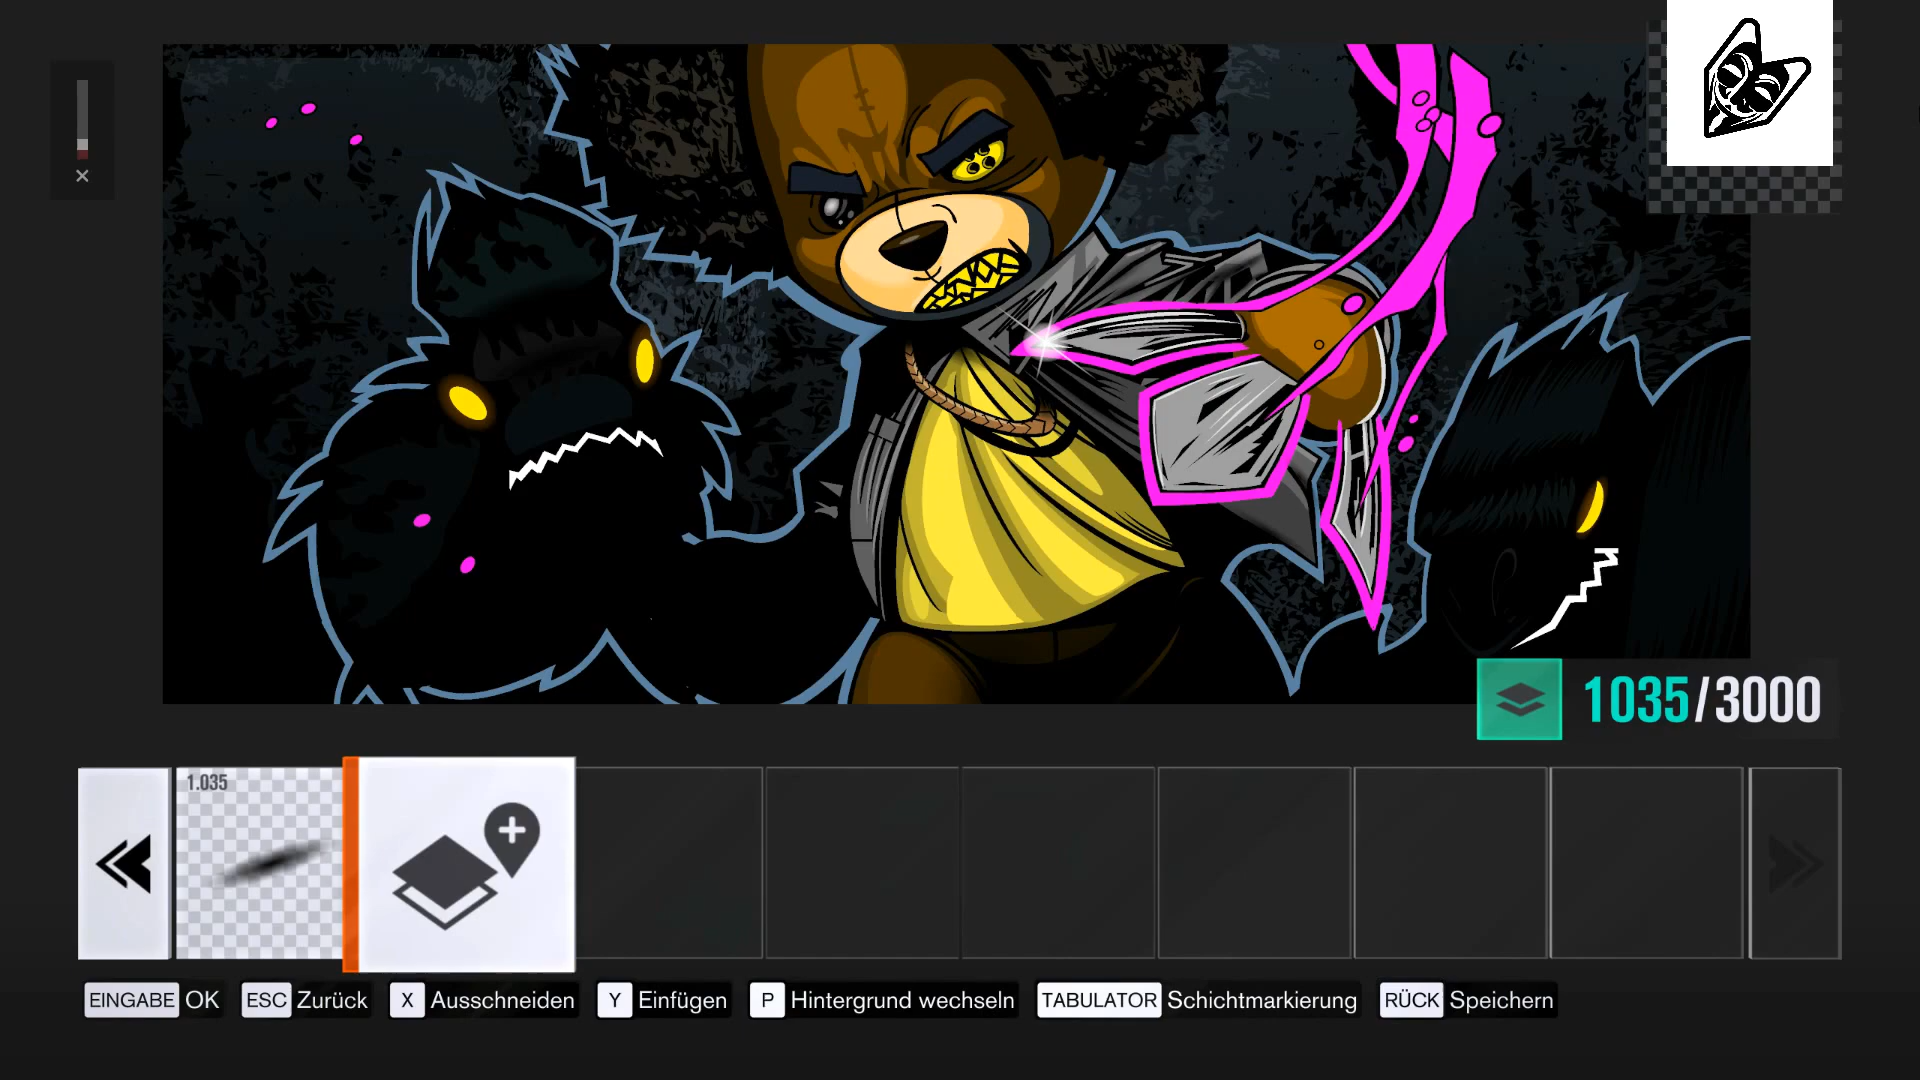 1035/3000
1.035
EINGABE OK ESC Zurück X Ausschneiden Y Einfügen P Hintergrund wechseln TABULATOR Schichtmarkierung RÜCK Speichern